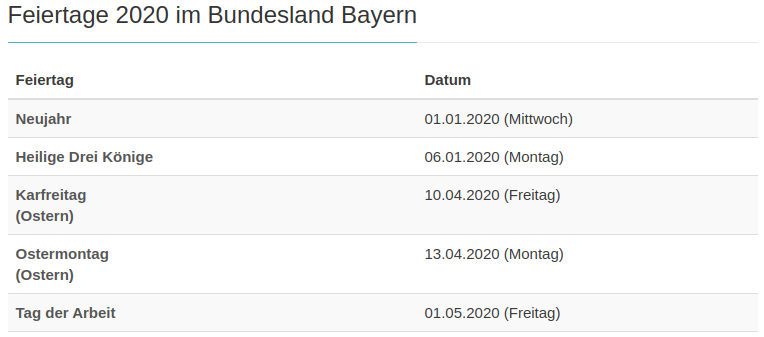 Feiertage 2020 im Bundesland Bayern
Feiertag Datum
Neujahr 01.01.2020 (Mittwoch)
Heilige Drei Könige 06.01.2020 (Montag)
Karfreitag 10.04.2020 (Freitag)
(Ostern)
Ostermontag 13.04.2020 (Montag)
(Ostern)
Tag der Arbeit 01.05.2020 (Freitag)